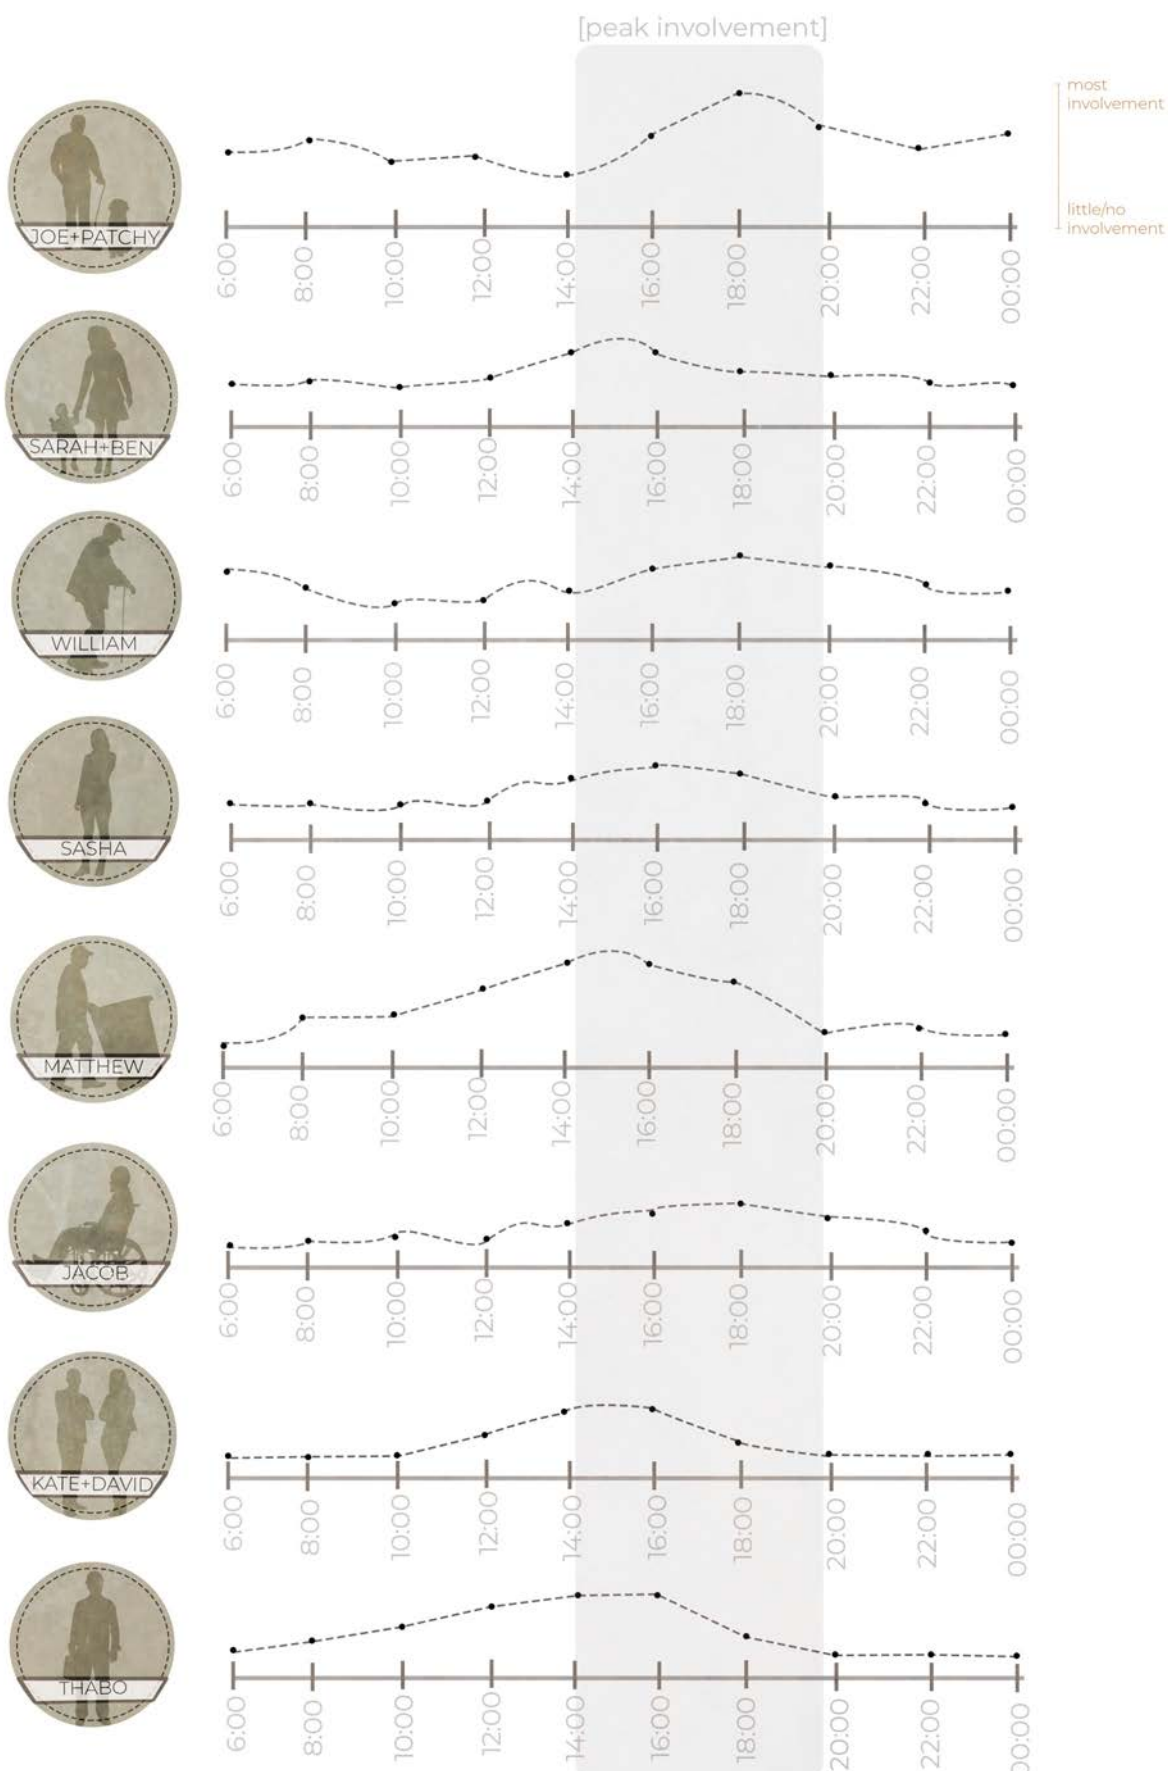 [peak involvement]
most
involvement
little/no
involvement
JOE+PATCHY
6:00 8:00 10:00 12:00 14:00 16:00 18:00 20:00 22:00 00:00
SARAH+BEN
6:00 8:00 10:00 12:00 14:00 16:00 18:00 20:00 22:00 00:00
WILLIAM
6:00 8:00 10:00 12:00 14:00 16:00 18:00 20:00 22:00 00:00
SASHA
6:00 8:00 10:00 12:00 14:00 16:00 18:00 20:00 22:00 00:00
MATTHEW
6:00 8:00 10:00 12:00 14:00 16:00 18:00 20:00 22:00 00:00
JACOB
6:00 8:00 10:00 12:00 14:00 16:00 18:00 20:00 22:00 00:00
KATE+DAVID
6:00 8:00 10:00 12:00 14:00 16:00 18:00 20:00 22:00 00:00
THABO
6:00 8:00 10:00 12:00 14:00 16:00 18:00 20:00 22:00 00:00